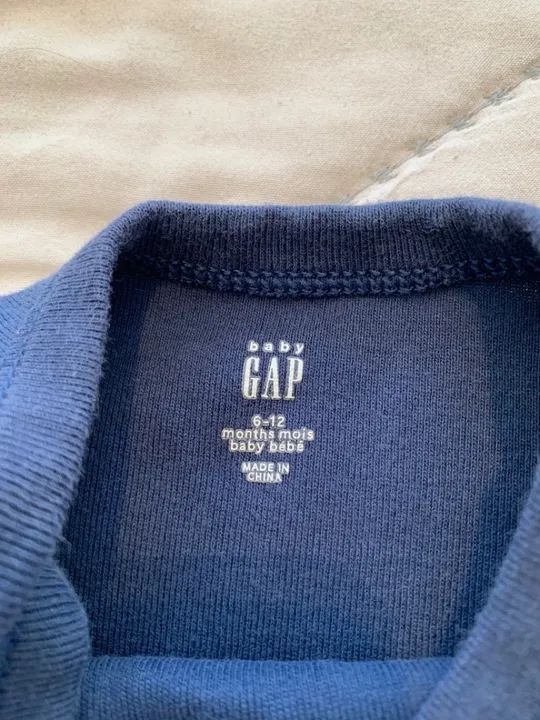 baby
GAP
6-12
months mois
baby bébé
MADE IN
CHINA